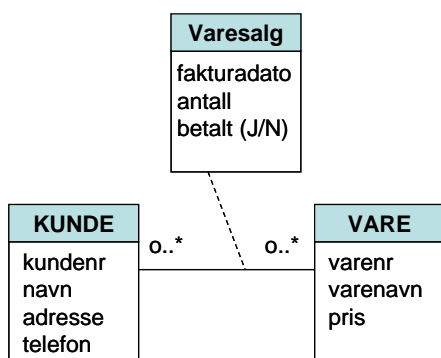 Varesalg
fakturadato
antall
betalt (J/N)
KUNDE
kundenr
navn
adresse
telefon
o..*
o..*
VARE
varenr
varenavn
pris